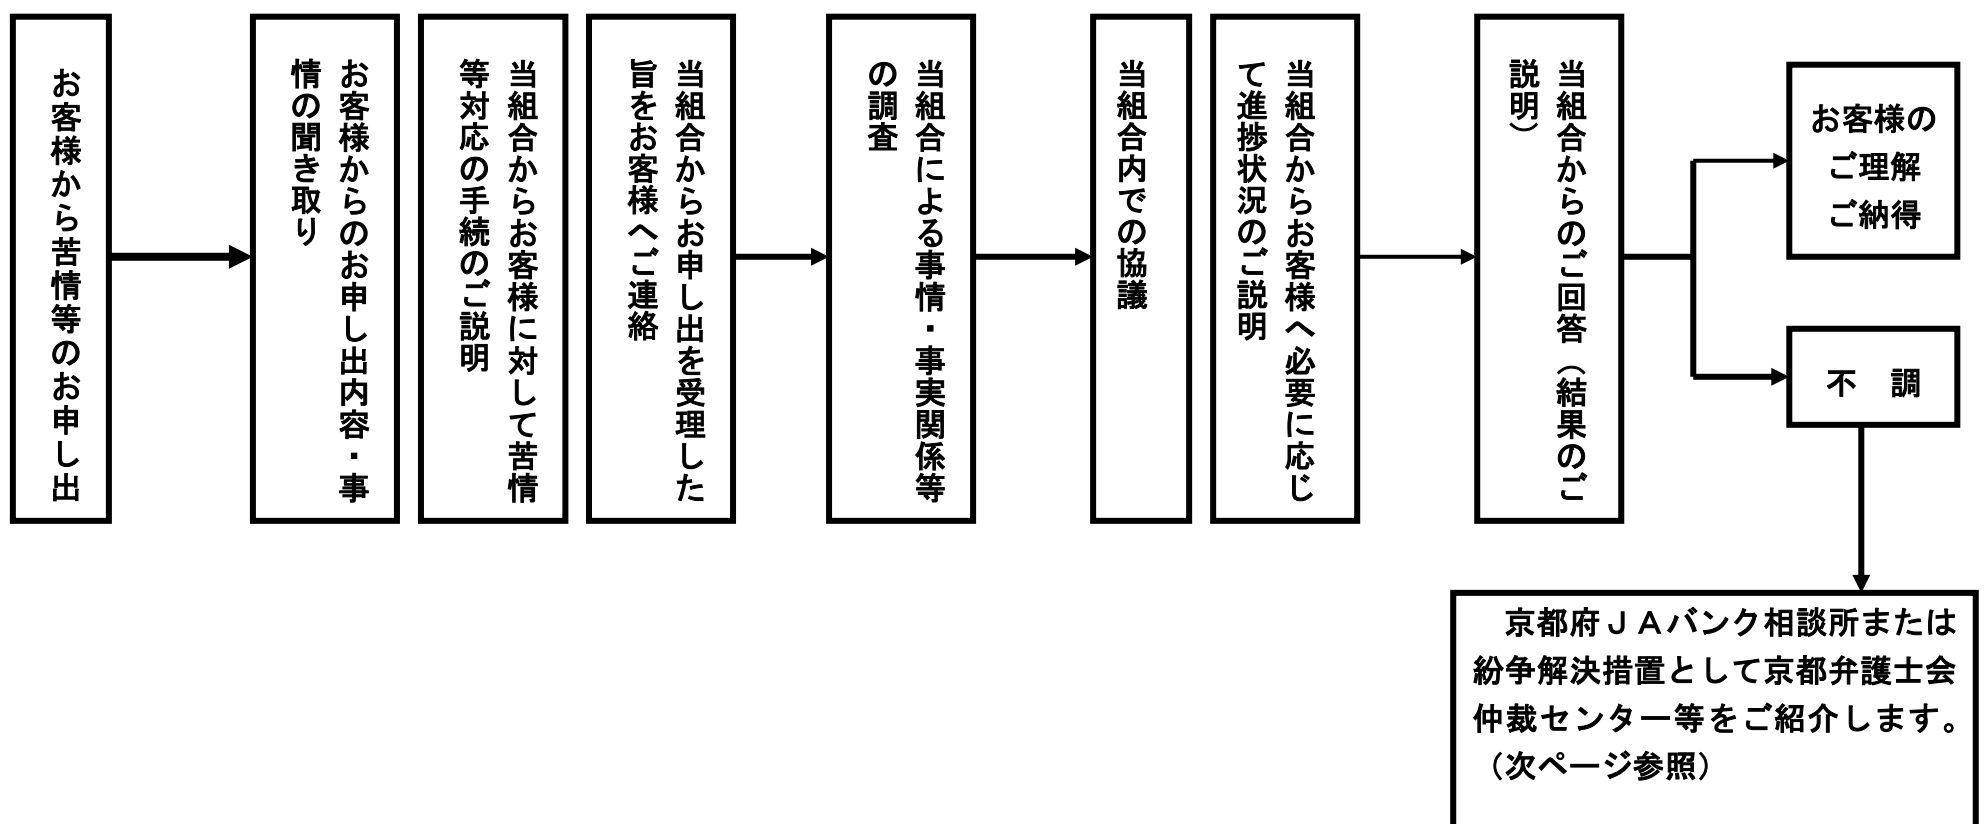 お客様から苦情等のお申し出
お客様からのお申し出内容・事
情の聞き取り
当組合からお客様に対して苦情
等対応の手続のご説明
当組合からお申し出を受理した
旨をお客様へご連絡
当組合による事情・事実関係等
の調査
当組合内での協議
当組合からお客様へ必要に応じ
て進捗状況のご説明
当組合からのご回答（結果のご
説明）
お客様の
ご理解
ご納得
不　調
京都府ＪＡバンク相談所または
紛争解決措置として京都弁護士会
仲裁センター等をご紹介します。
（次ページ参照）